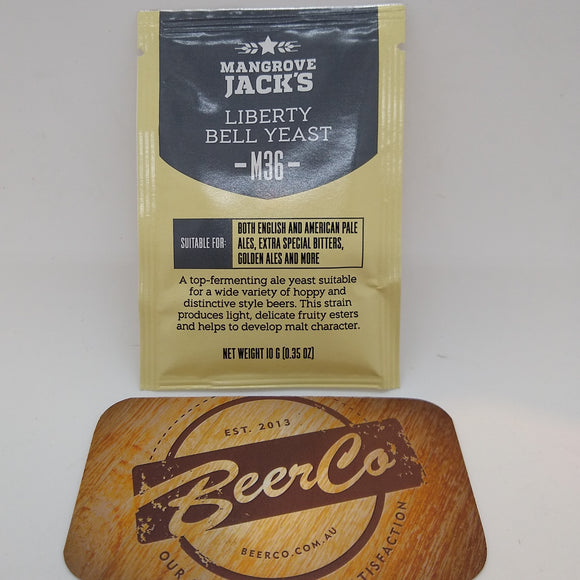 MANGROVE
JACK'S
LIBERTY
BELL YEAST
-M36-
SUITABLE FOR:
BOTH ENGLISH AND AMERICAN PALE
ALES, EXTRA SPECIAL BITTERS,
GOLDEN ALES AND MORE
A top-fermenting ale yeast suitable
for a wide variety of hoppy and
distinctive style beers. This strain
produces light, delicate fruity esters
and helps to develop malt character.
NET WEIGHT 10 G (0.35 OZ)
EST. 2013
BeerCo
BEERCO.COM.AU
OUR